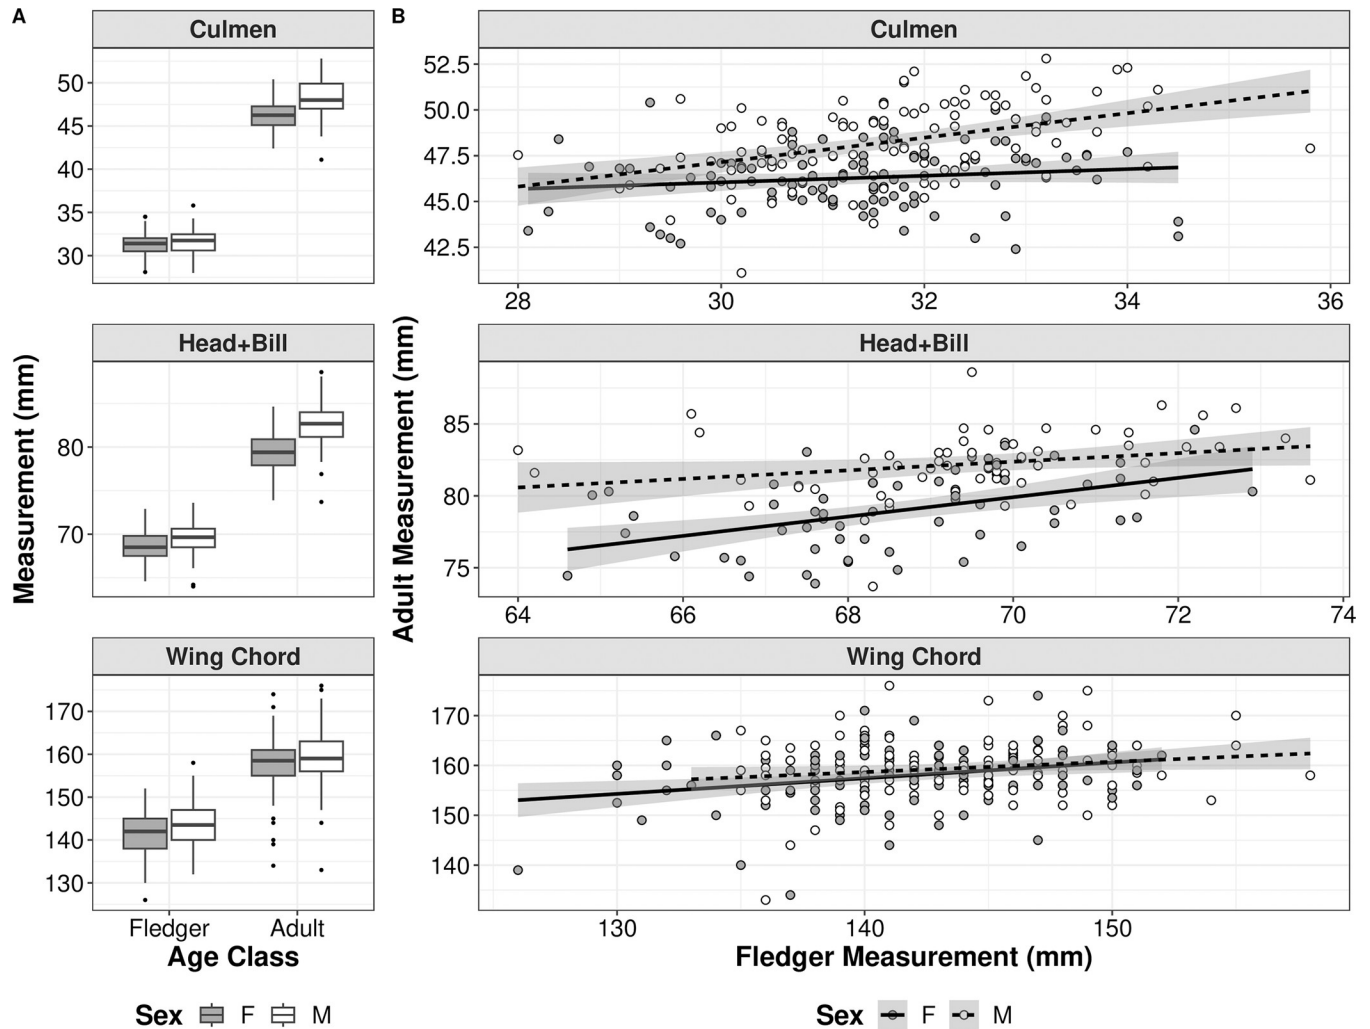 A
Culmen
50
45
40
35
30
Head+Bill
80
70
Wing Chord
170
160
150
140
130
Fledger Adult
Age Class
Measurement (mm)
Sex F M
B
Culmen
52.5
50.0
47.5
45.0
42.5
28 30 32 34 36
Head+Bill
85
80
75
64 66 68 70 72 74
Wing Chord
170
160
150
140
130 140 150
Fledger Measurement (mm)
Adult Measurement (mm)
Sex F M